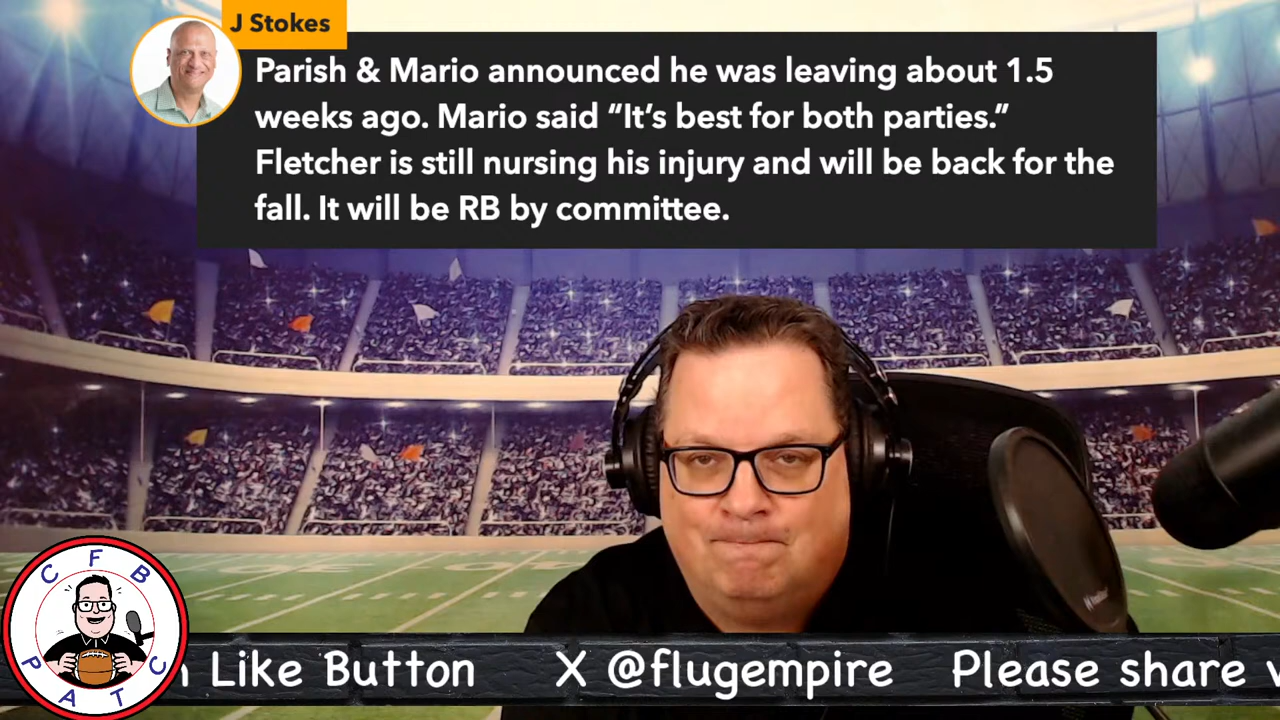 J Stokes
Parish & Mario announced he was leaving about 1.5
weeks ago. Mario said “It’s best for both parties.”
Fletcher is still nursing his injury and will be back for the
fall. It will be RB by committee.
CFB
PATC
Like Button X @flugempire Please share